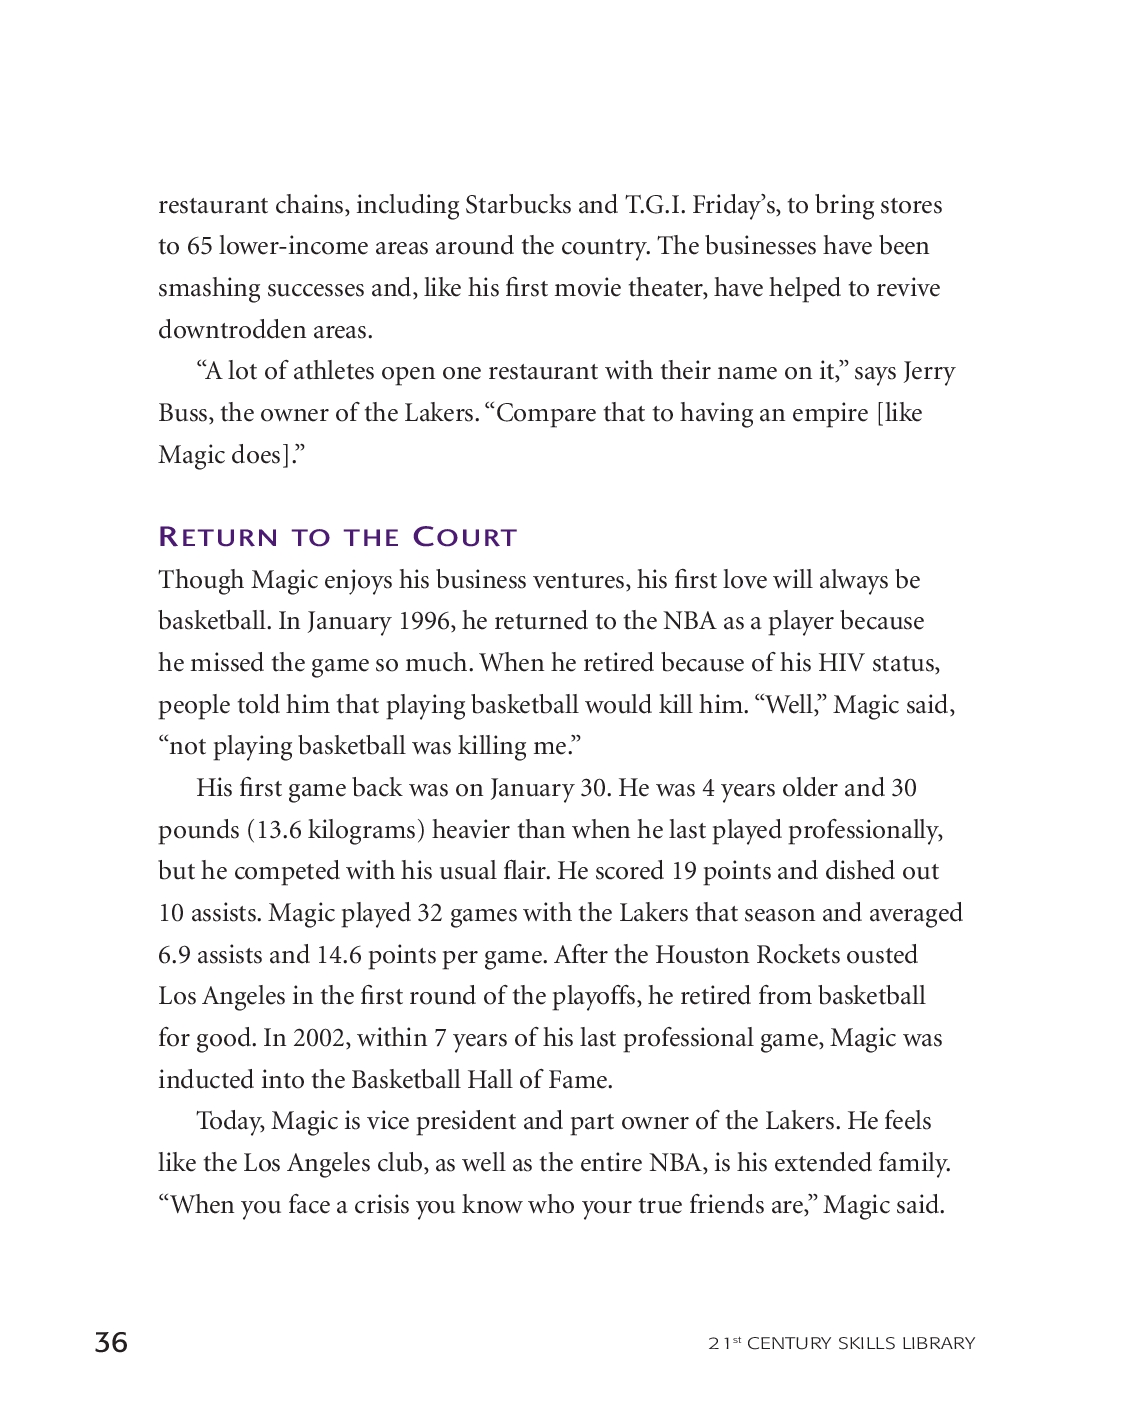 restaurant chains, including Starbucks and T.G.I. Friday’s, to bring stores
to 65 lower-income areas around the country. The businesses have been
smashing successes and, like his first movie theater, have helped to revive
downtrodden areas.
“A lot of athletes open one restaurant with their name on it,” says Jerry
Buss, the owner of the Lakers. “Compare that to having an empire [like
Magic does].”
Return to the Court
Though Magic enjoys his business ventures, his first love will always be
basketball. In January 1996, he returned to the NBA as a player because
he missed the game so much. When he retired because of his HIV status,
people told him that playing basketball would kill him. “Well,” Magic said,
“not playing basketball was killing me.”
His first game back was on January 30. He was 4 years older and 30
pounds (13.6 kilograms) heavier than when he last played professionally,
but he competed with his usual flair. He scored 19 points and dished out
10 assists. Magic played 32 games with the Lakers that season and averaged
6.9 assists and 14.6 points per game. After the Houston Rockets ousted
Los Angeles in the first round of the playoffs, he retired from basketball
for good. In 2002, within 7 years of his last professional game, Magic was
inducted into the Basketball Hall of Fame.
Today, Magic is vice president and part owner of the Lakers. He feels
like the Los Angeles club, as well as the entire NBA, is his extended family.
“When you face a crisis you know who your true friends are,” Magic said.
36
21st CENTURY SKILLS LIBRARY